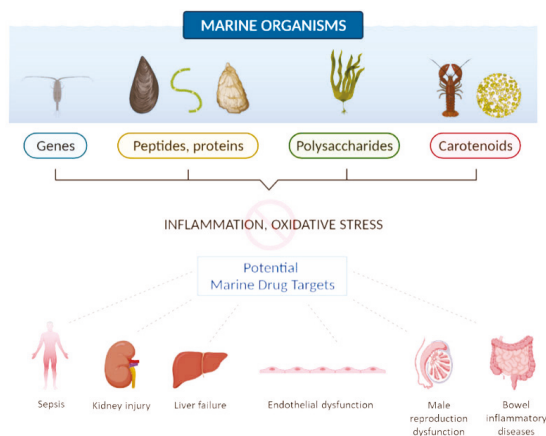 MARINE ORGANISMS
Genes
Peptides, proteins
Polysaccharides
Carotenoids
INFLAMMATION, OXIDATIVE STRESS
Potential
Marine Drug Targets
Sepsis
Kidney injury
Liver failure
Endothelial dysfunction
Male
reproduction
dysfunction
Bowel
inflammatory
diseases